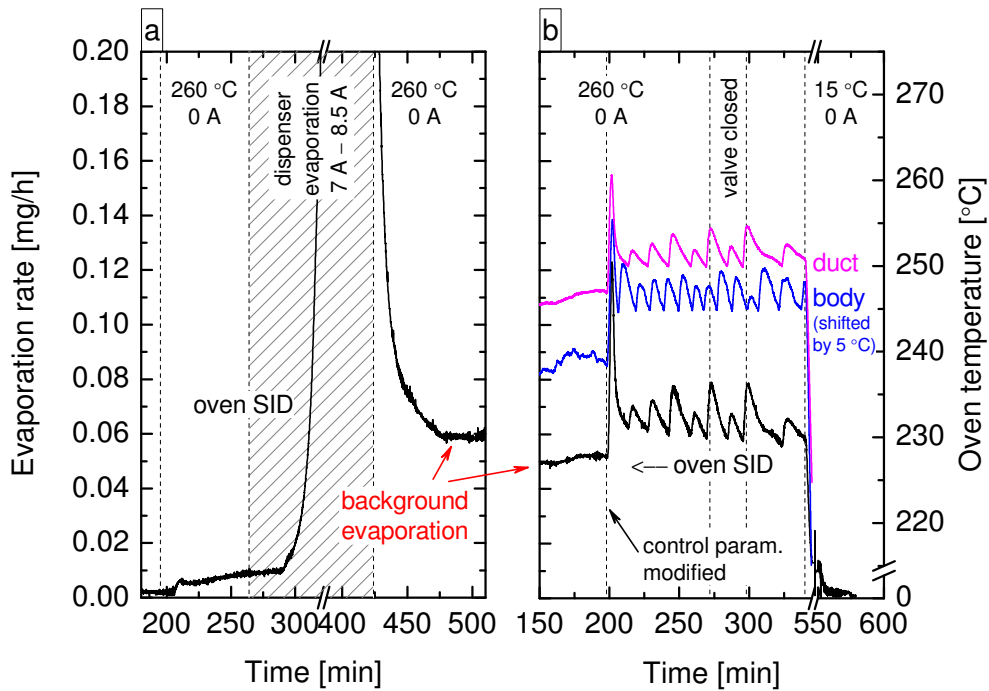 a
b
0.20
0.18
0.16
0.14
0.12
0.10
0.08
0.06
0.04
0.02
0.00
Evaporation rate [mg/h]
260 °C
0 A
dispenser
evaporation
7 A – 8.5 A
260 °C
0 A
oven SID
background
evaporation
200
250
300
450
500
Time [min]
260 °C
0 A
valve closed
15 °C
0 A
duct
body
(shifted
by 5 °C)
<-- oven SID
control param.
modified
270
260
250
240
230
220
0
Oven temperature [°C]
150
200
250
300
545
600
Time [min]